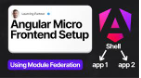 Angular Micro
Frontend Setup
Using Module Federation
Shell
app 1
app 2